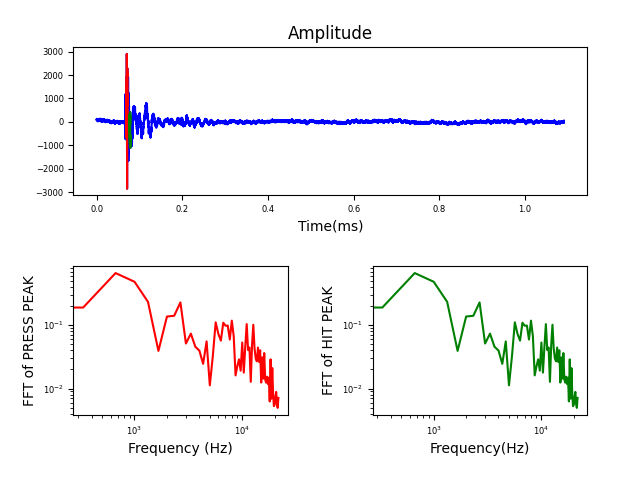 Amplitude
3000
2000
1000
0
−1000
−2000
−3000
0.0 0.2 0.4 0.6 0.8 1.0
Time(ms)
FFT of PRESS PEAK
10⁻¹
10⁻²
10³ 10⁴
Frequency (Hz)
FFT of HIT PEAK
10⁻¹
10⁻²
10³ 10⁴
Frequency(Hz)